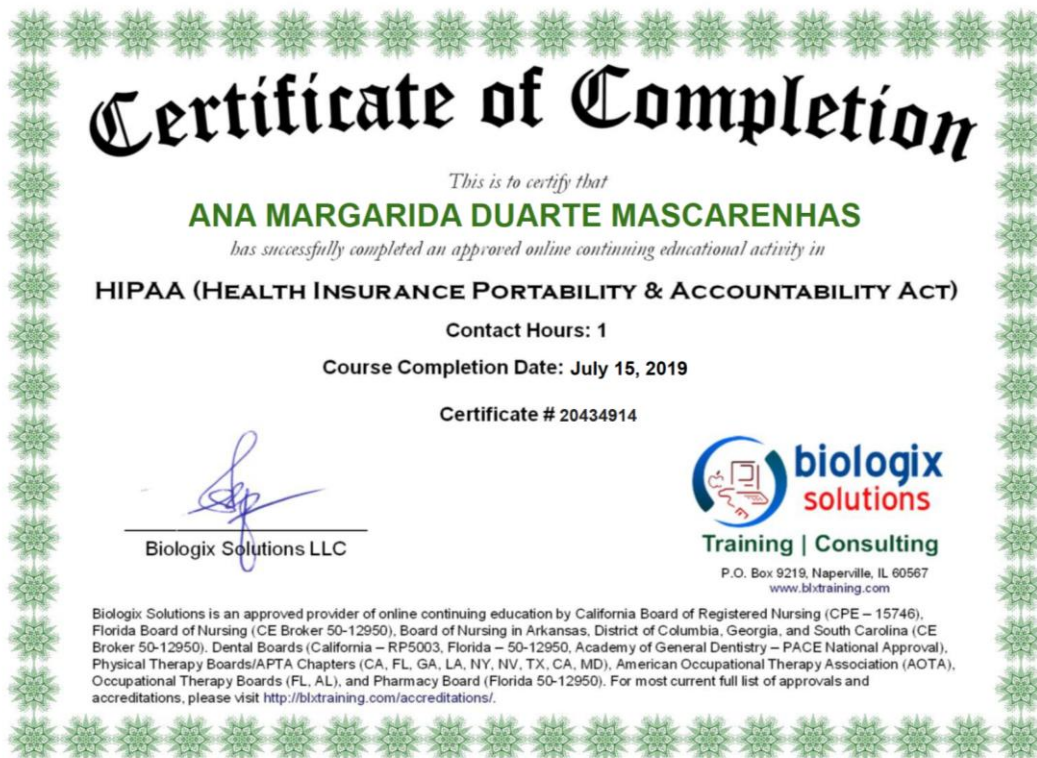 Certificate of Completion
This is to certify that
ANA MARGARIDA DUARTE MASCARENHAS
has successfully completed an approved online continuing educational activity in
HIPAA (HEALTH INSURANCE PORTABILITY & ACCOUNTABILITY ACT)
Contact Hours: 1
Course Completion Date: July 15, 2019
Certificate # 20434914
biologix
solutions
Training | Consulting
Biologix Solutions LLC
P.O. Box 9219, Naperville, IL 60567
www.blxtraining.com
Biologix Solutions is an approved provider of online continuing education by California Board of Registered Nursing (CPE – 15746),
Florida Board of Nursing (CE Broker 50-12950), Board of Nursing in Arkansas, District of Columbia, Georgia, and South Carolina (CE
Broker 50-12950). Dental Boards (California – RP5003, Florida – 50-12950, Academy of General Dentistry – PACE National Approval),
Physical Therapy Boards/APTA Chapters (CA, FL, GA, LA, NY, NV, TX, CA, MD), American Occupational Therapy Association (AOTA),
Occupational Therapy Boards (FL, AL), and Pharmacy Board (Florida 50-12950). For most current full list of approvals and
accreditations, please visit http://blxtraining.com/accreditations/.